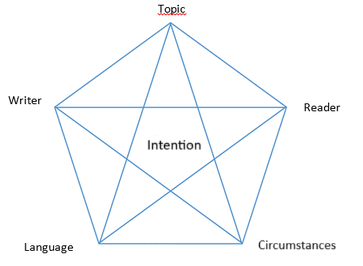 Topic
Writer
Reader
Intention
Language
Circumstances